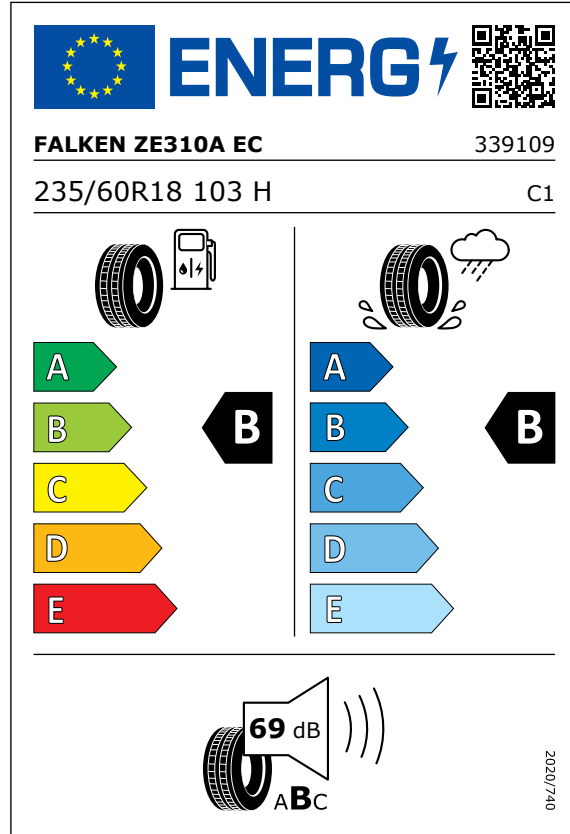 ENERG
FALKEN ZE310A EC 339109
235/60R18 103 H C1
A A
B B B B
C C
D D
E E
69 dB
ABC
2020/740